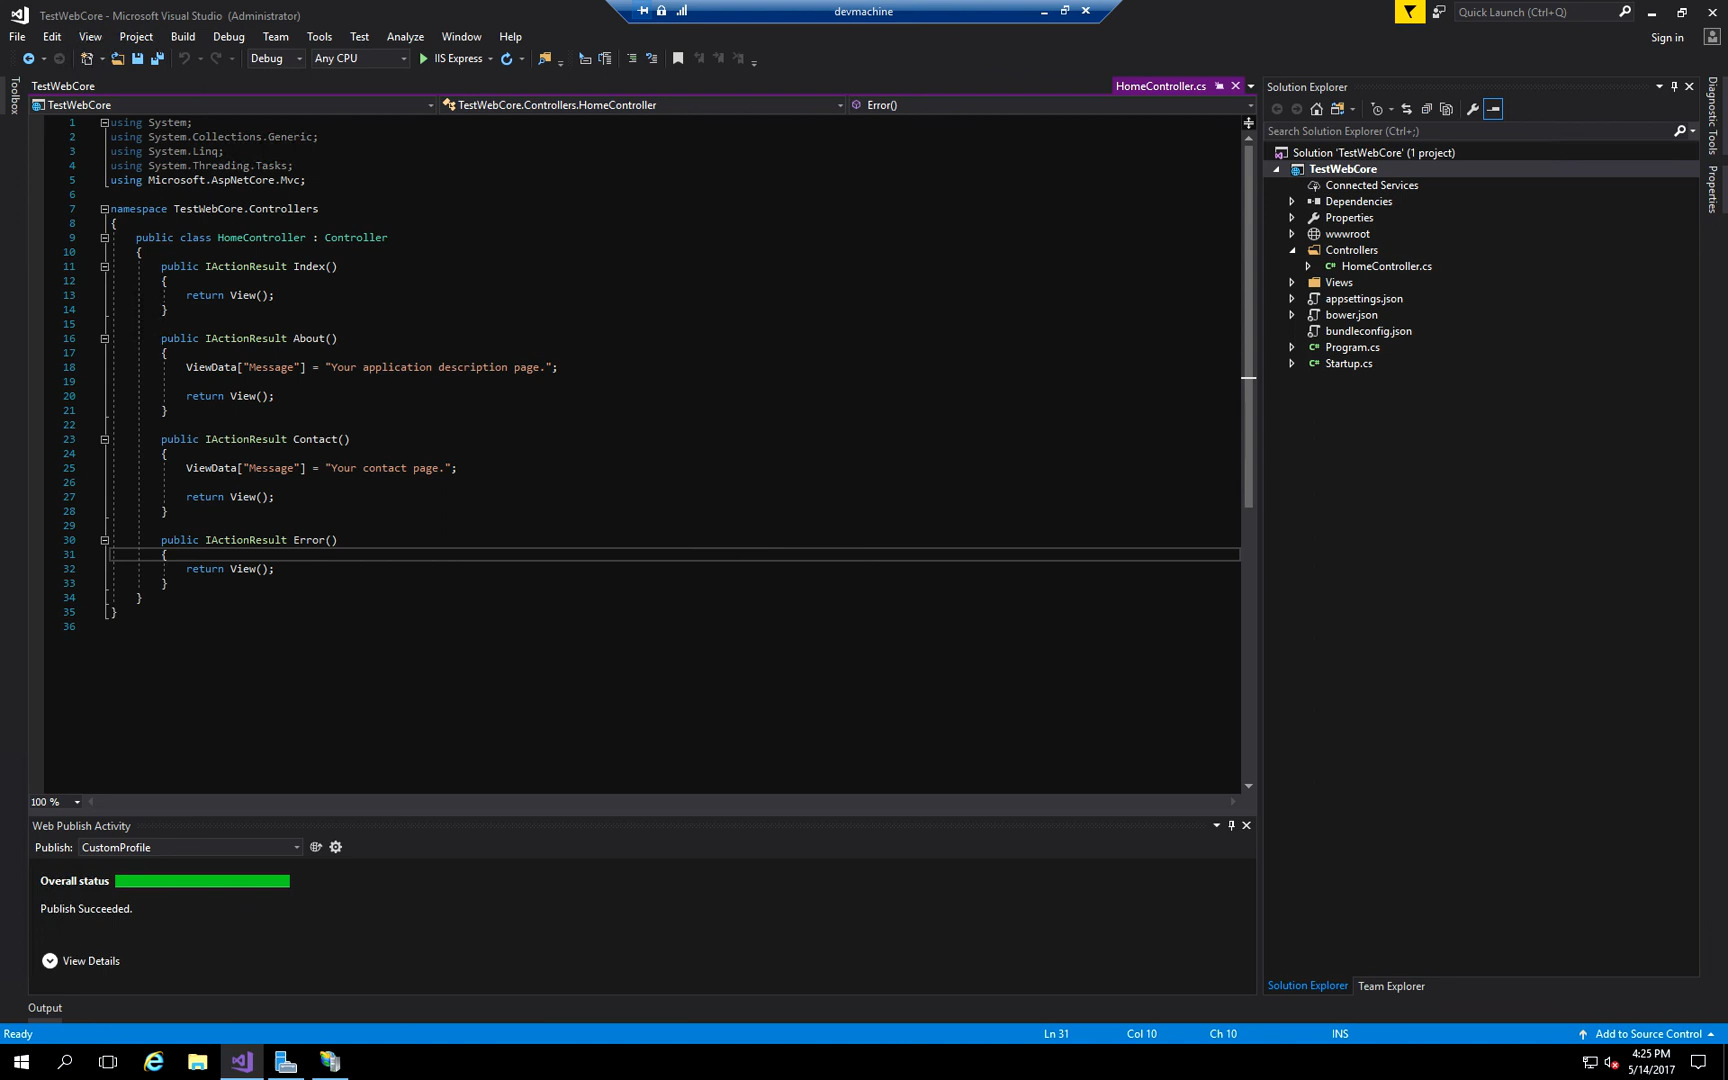 TestWebCore - Microsoft Visual Studio (Administrator)
devmachine
Quick Launch (Ctrl+Q)
File Edit View Project Build Debug Team Tools Test Analyze Window Help
Sign in
Debug Any CPU IIS Express
Toolbox
TestWebCore
HomeController.cs
TestWebCore TestWebCore.Controllers.HomeController Error()
1 using System;
2 using System.Collections.Generic;
3 using System.Linq;
4 using System.Threading.Tasks;
5 using Microsoft.AspNetCore.Mvc;
6
7 namespace TestWebCore.Controllers
8 {
9 public class HomeController : Controller
10 {
11 public IActionResult Index()
12 {
13 return View();
14 }
15
16 public IActionResult About()
17 {
18 ViewData["Message"] = "Your application description page.";
19
20 return View();
21 }
22
23 public IActionResult Contact()
24 {
25 ViewData["Message"] = "Your contact page.";
26
27 return View();
28 }
29
30 public IActionResult Error()
31 {
32 return View();
33 }
34 }
35 }
36
100 %
Web Publish Activity
Publish: CustomProfile
Overall status
Publish Succeeded.
View Details
Output
Solution Explorer
Search Solution Explorer (Ctrl+;)
Solution 'TestWebCore' (1 project)
TestWebCore
Connected Services
Dependencies
Properties
wwwroot
Controllers
C# HomeController.cs
Views
appsettings.json
bower.json
bundleconfig.json
C# Program.cs
C# Startup.cs
Solution Explorer Team Explorer
Diagnostic Tools
Properties
Ready Ln 31 Col 10 Ch 10 INS Add to Source Control
4:25 PM
5/14/2017